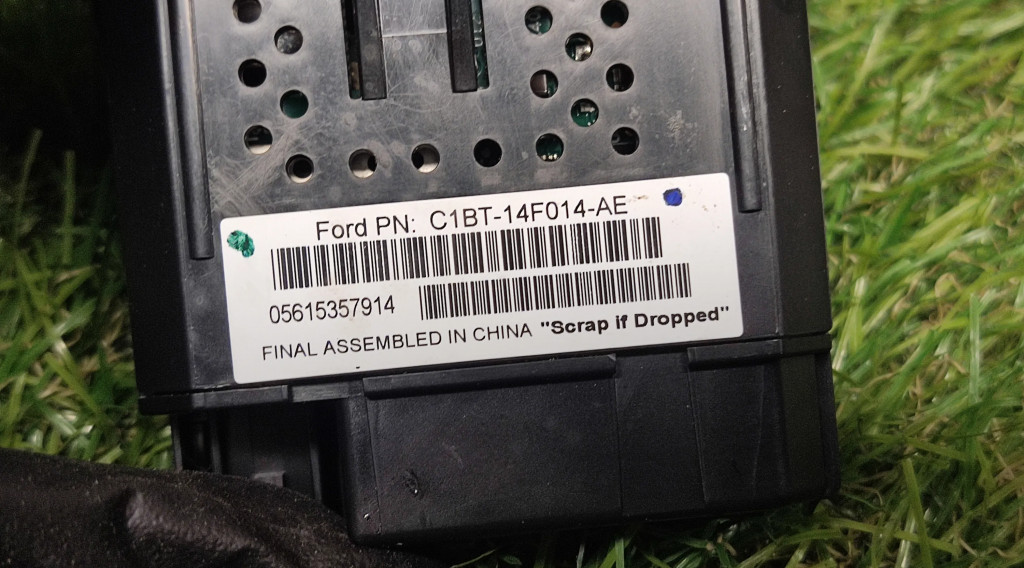 Ford PN: C1BT-14F014-AE
05615357914
FINAL ASSEMBLED IN CHINA "Scrap if Dropped"